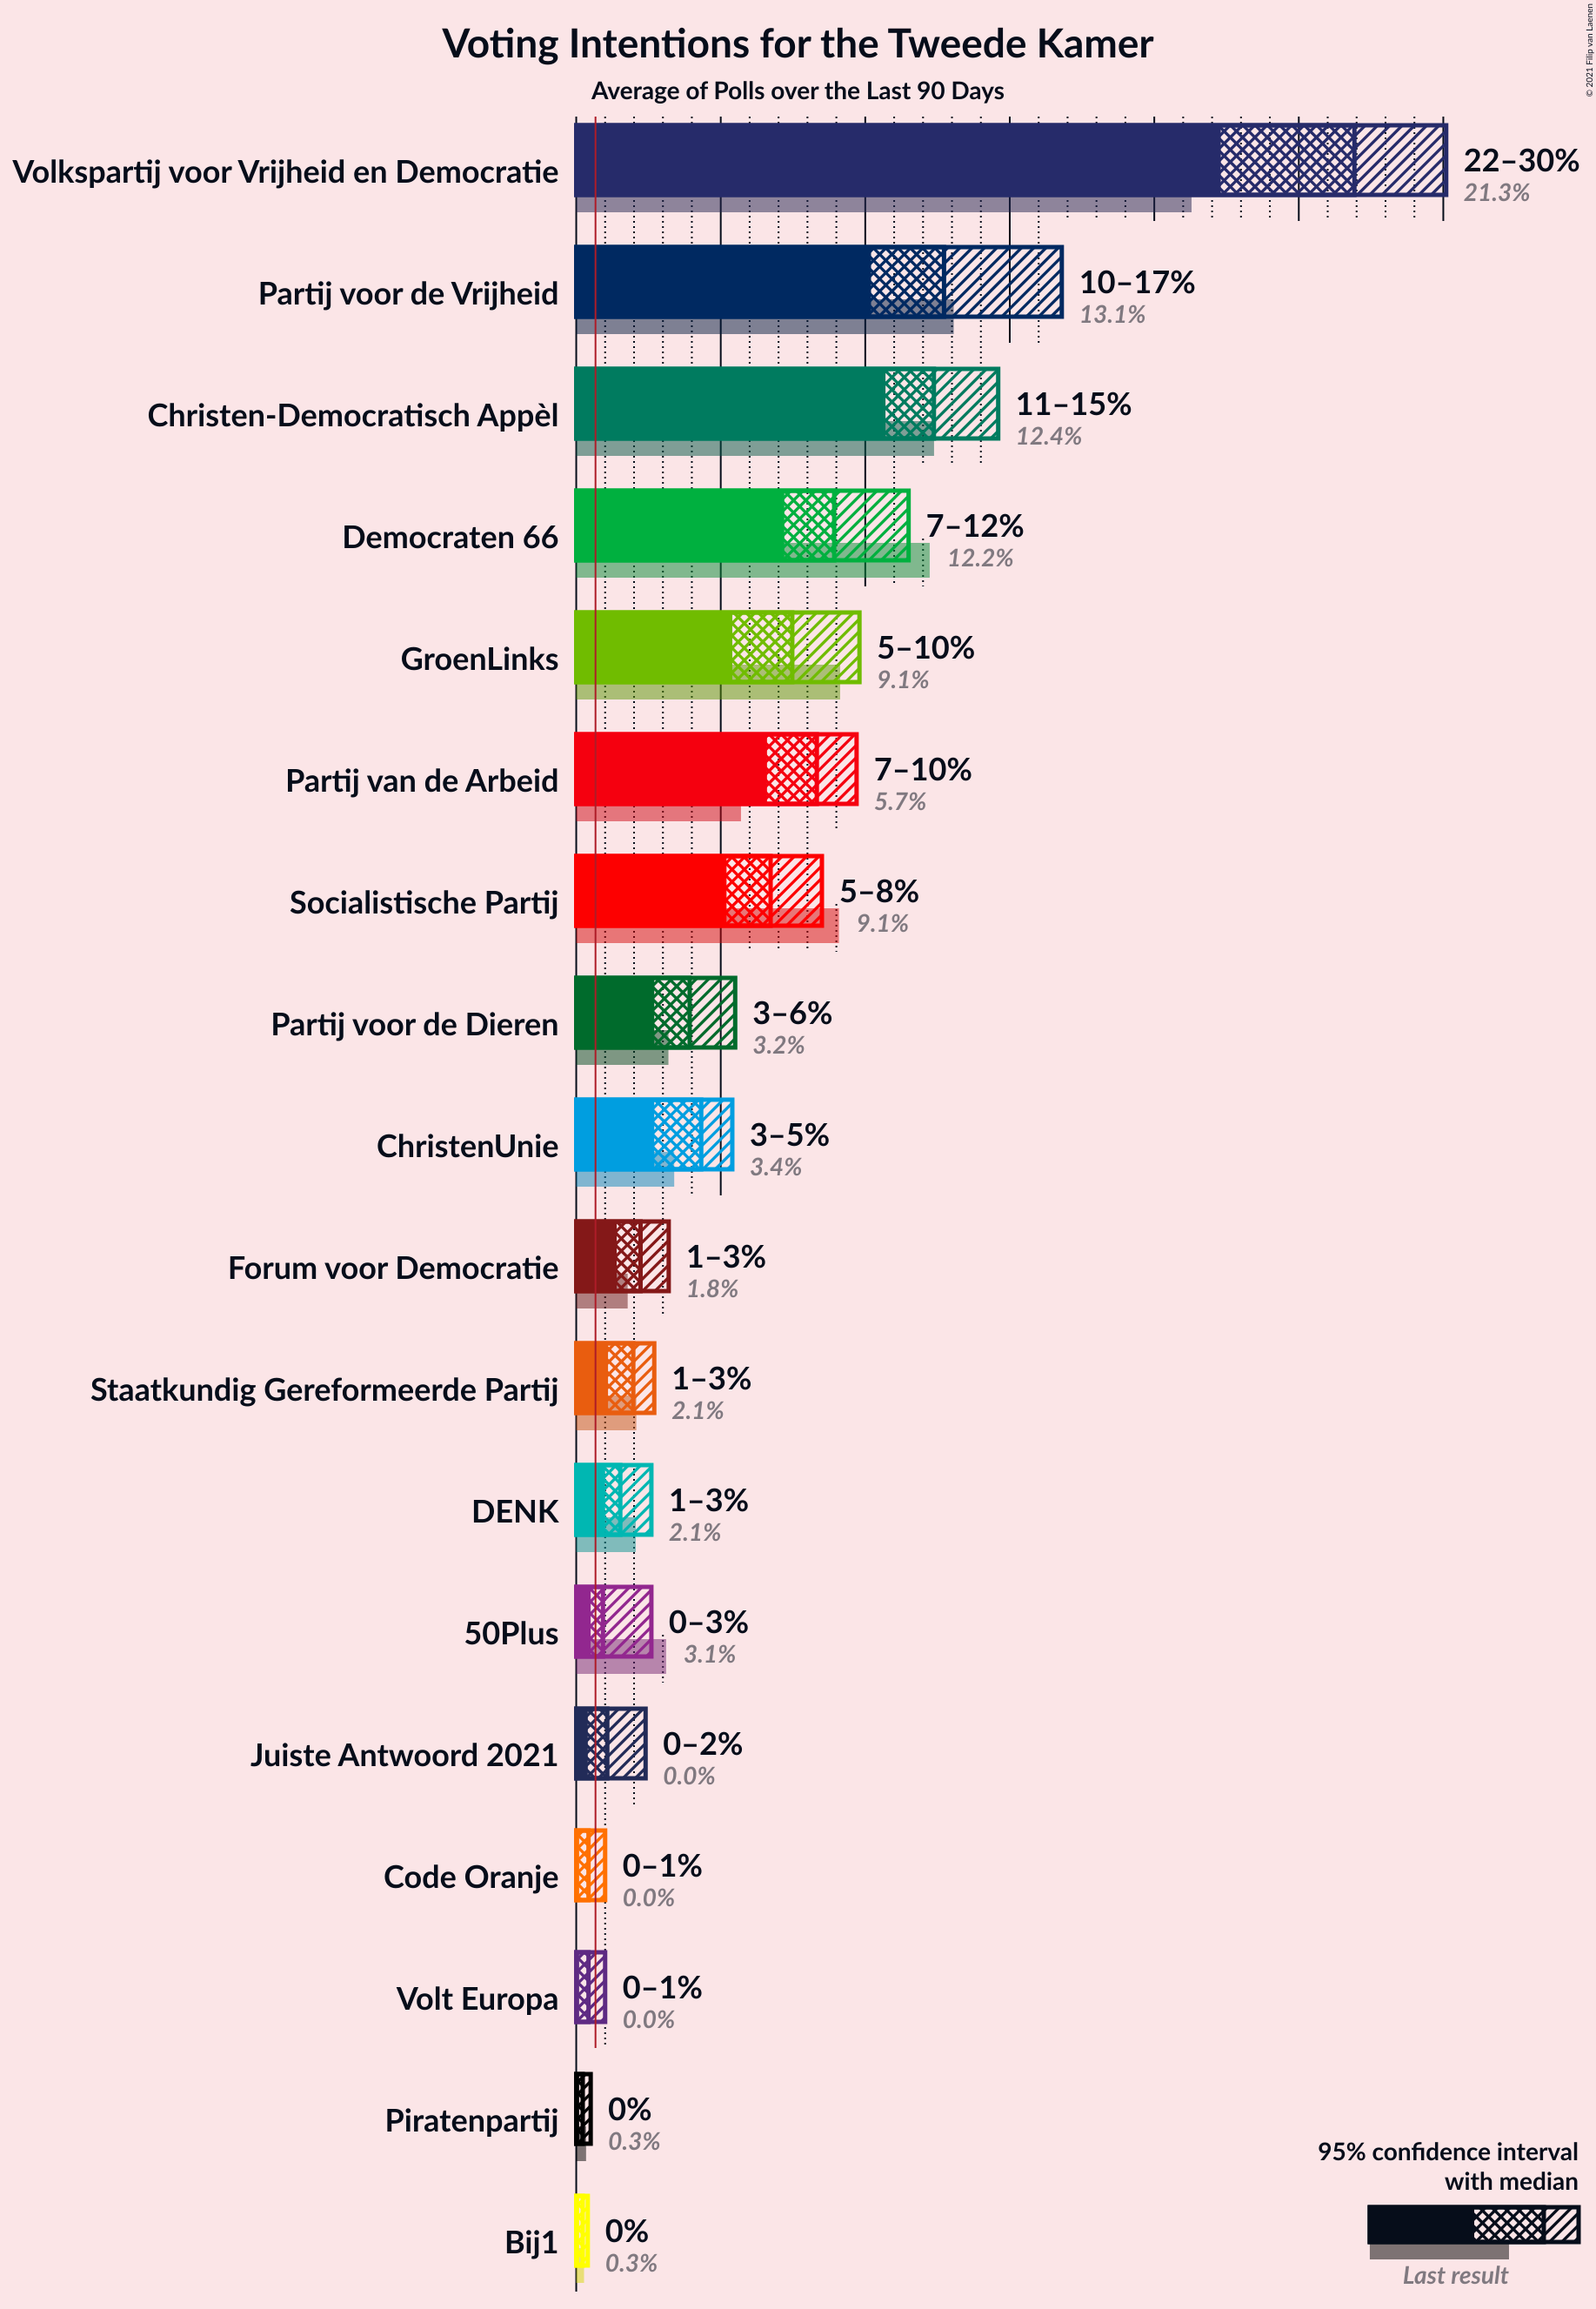 Voting Intentions for the Tweede Kamer
Average of Polls over the Last 90 Days
© 2021 Filip van Laenen
Volkspartij voor Vrijheid en Democratie
22–30%
21.3%
Partij voor de Vrijheid
10–17%
13.1%
Christen-Democratisch Appèl
11–15%
12.4%
Democraten 66
7–12%
12.2%
GroenLinks
5–10%
9.1%
Partij van de Arbeid
7–10%
5.7%
Socialistische Partij
5–8%
9.1%
Partij voor de Dieren
3–6%
3.2%
ChristenUnie
3–5%
3.4%
Forum voor Democratie
1–3%
1.8%
Staatkundig Gereformeerde Partij
1–3%
2.1%
DENK
1–3%
2.1%
50Plus
0–3%
3.1%
Juiste Antwoord 2021
0–2%
0.0%
Code Oranje
0–1%
0.0%
Volt Europa
0–1%
0.0%
Piratenpartij
0%
0.3%
Bij1
0%
0.3%
95% confidence interval
with median
Last result